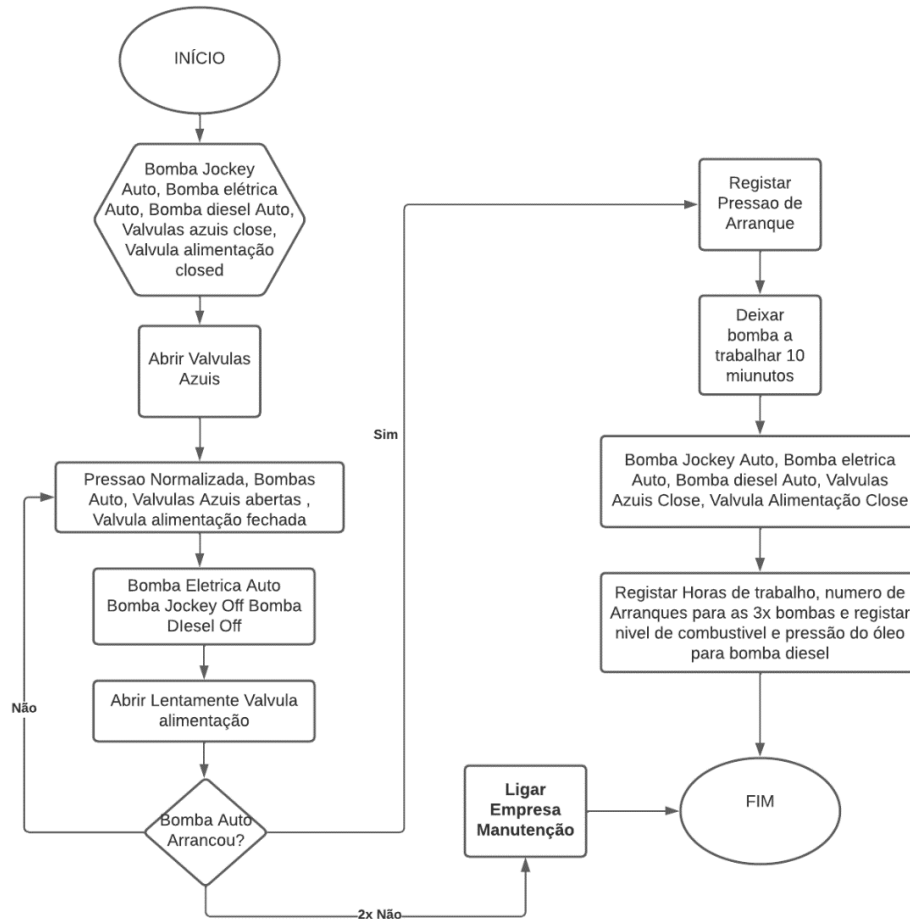 INÍCIO
Bomba Jockey
Auto, Bomba elétrica
Auto, Bomba diesel Auto,
Valvulas azuis close,
Valvula alimentação
closed
Abrir Valvulas
Azuis
Pressao Normalizada, Bombas
Auto, Valvulas Azuis abertas ,
Valvula alimentação fechada
Bomba Eletrica Auto
Bomba Jockey Off Bomba
DIesel Off
Abrir Lentamente Valvula
alimentação
Não
Bomba Auto
Arrancou?
2x Não
Ligar
Empresa
Manutenção
Sim
Registar
Pressao de
Arranque
Deixar
bomba a
trabalhar 10
miunutos
Bomba Jockey Auto, Bomba eletrica
Auto, Bomba diesel Auto, Valvulas
Azuis Close, Valvula Alimentação Close
Registar Horas de trabalho, numero de
Arranques para as 3x bombas e registar
nivel de combustivel e pressão do óleo
para bomba diesel
FIM